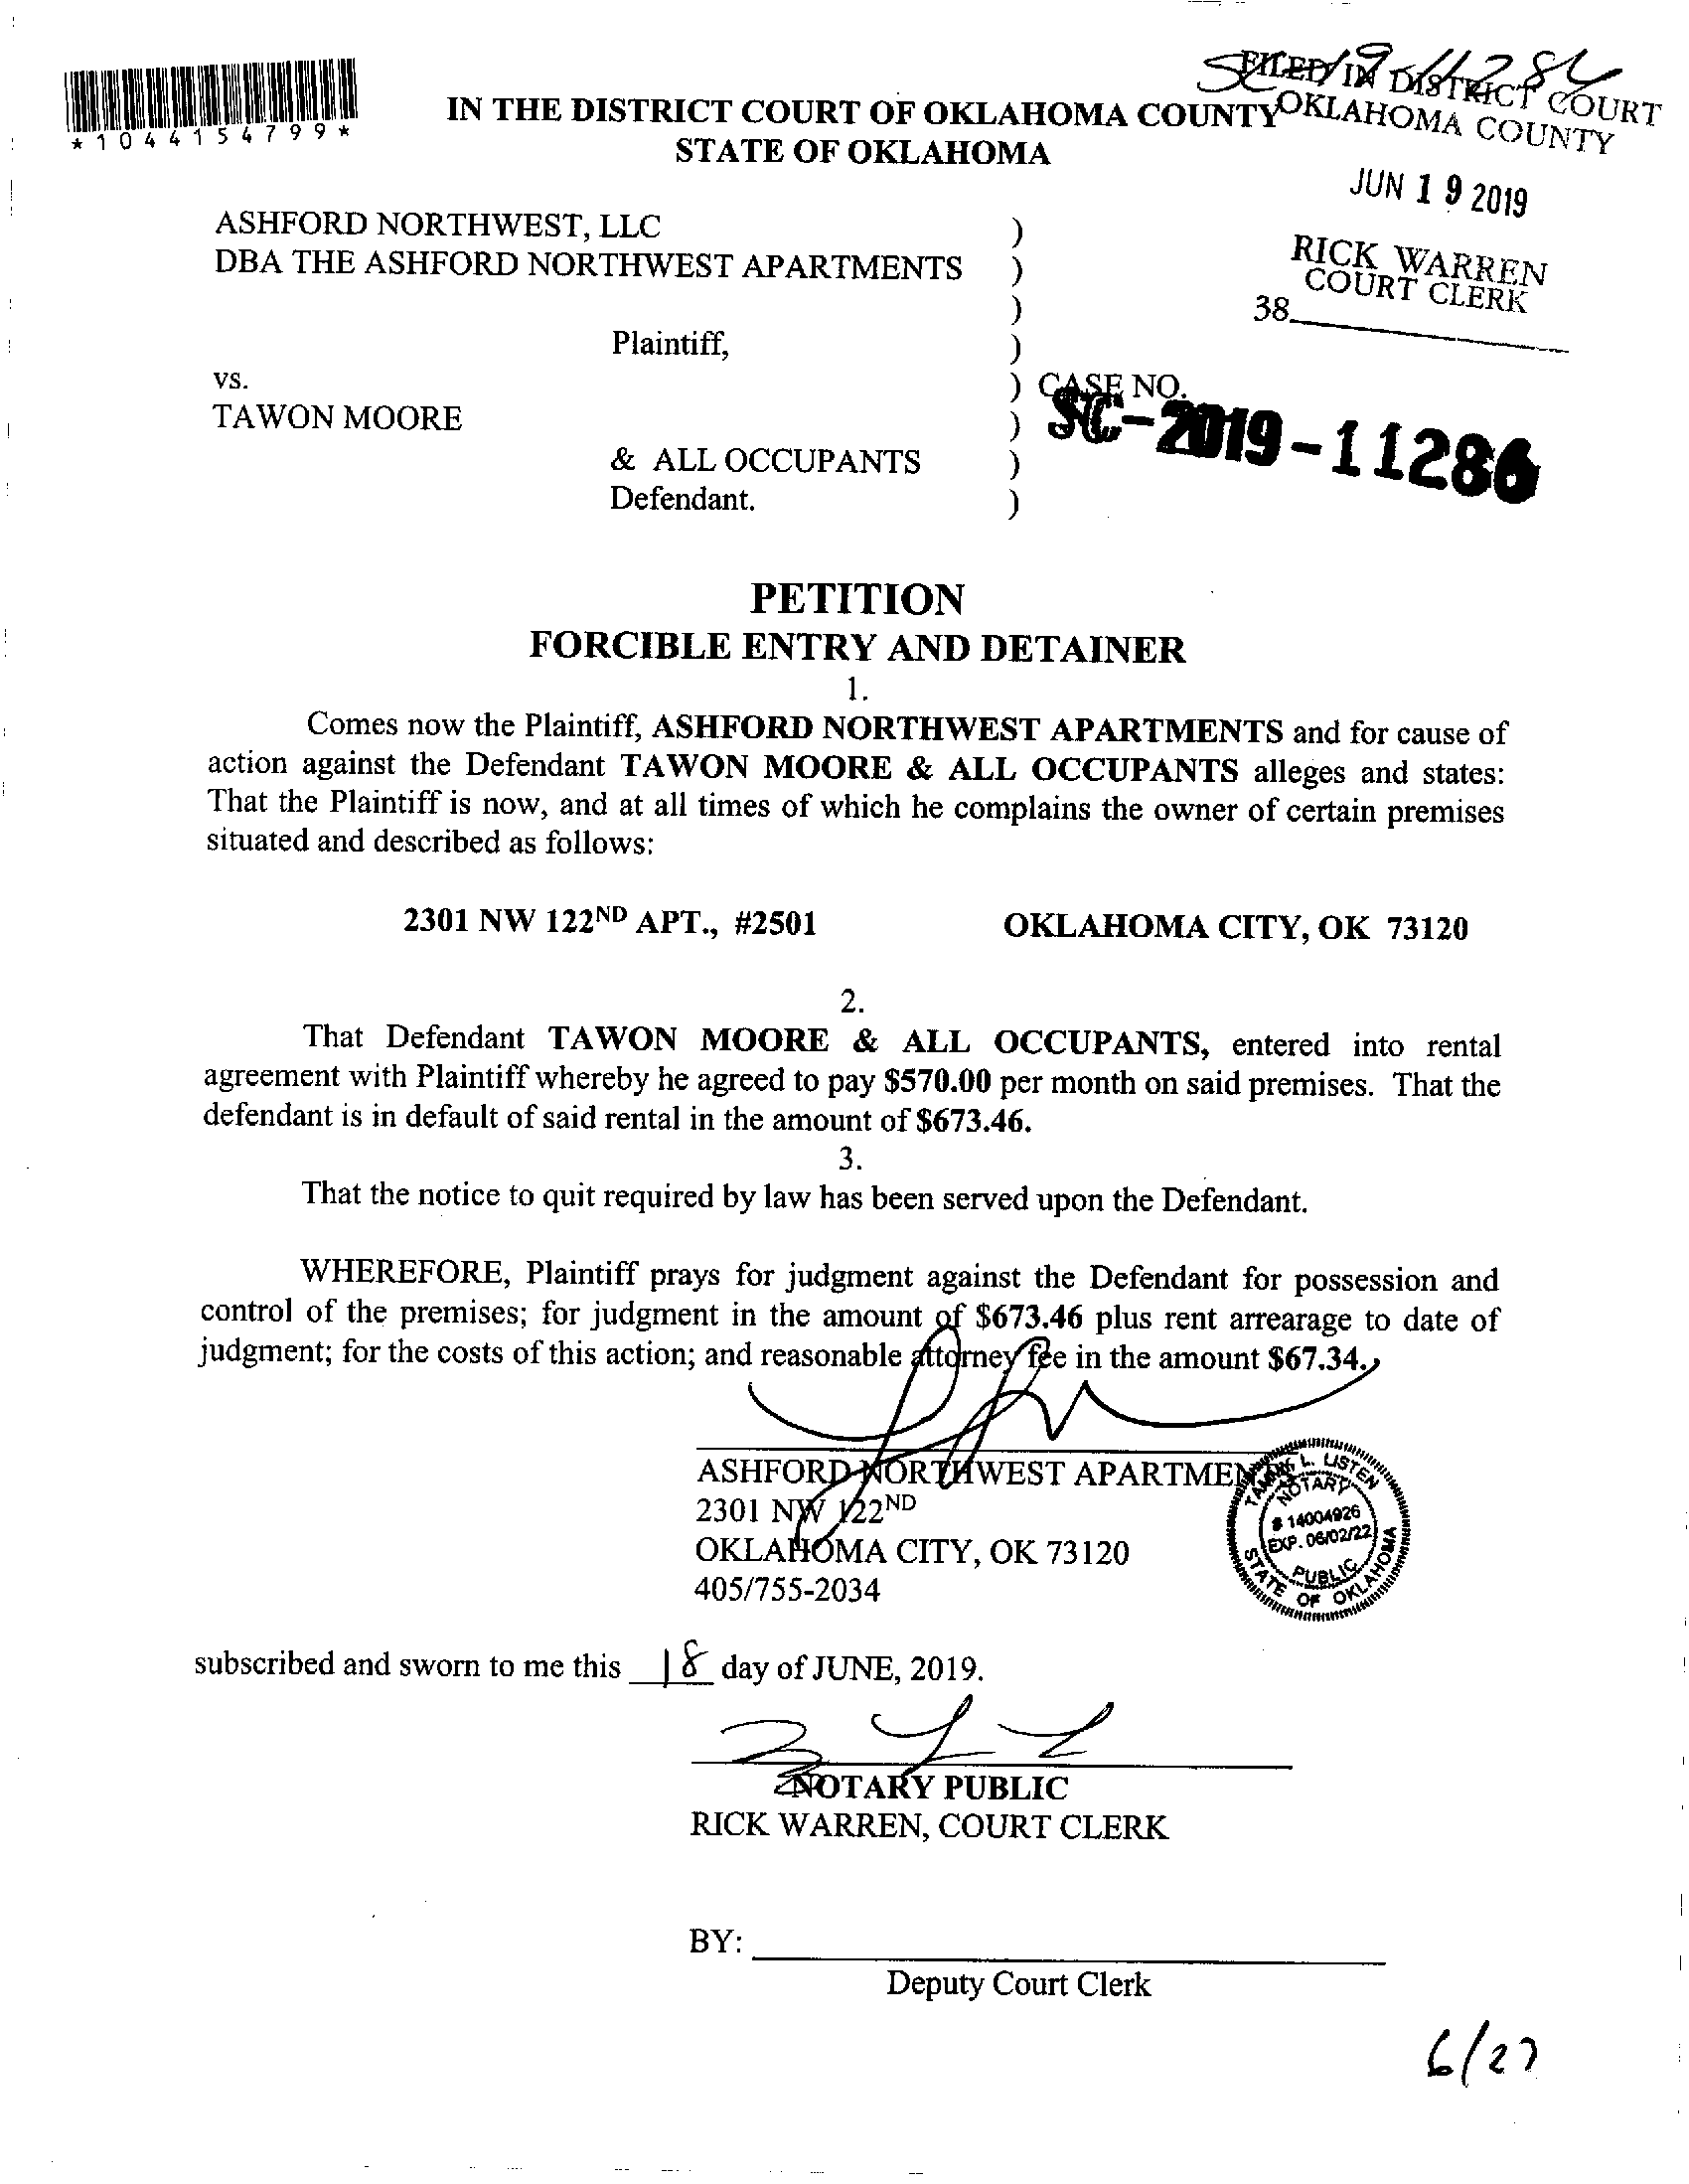 *1044154799*
SC-19-11286
FILED IN DISTRICT COURT
OKLAHOMA COUNTY
IN THE DISTRICT COURT OF OKLAHOMA COUNTY
STATE OF OKLAHOMA
JUN 19 2019
RICK WARREN
COURT CLERK
38
ASHFORD NORTHWEST, LLC )
DBA THE ASHFORD NORTHWEST APARTMENTS )
)
Plaintiff, )
vs. ) CASE NO.
TAWON MOORE ) SC-2019-11286
& ALL OCCUPANTS )
Defendant. )
PETITION
FORCIBLE ENTRY AND DETAINER
1.
Comes now the Plaintiff, ASHFORD NORTHWEST APARTMENTS and for cause of
action against the Defendant TAWON MOORE & ALL OCCUPANTS alleges and states:
That the Plaintiff is now, and at all times of which he complains the owner of certain premises
situated and described as follows:
2301 NW 122ND APT., #2501 OKLAHOMA CITY, OK 73120
2.
That Defendant TAWON MOORE & ALL OCCUPANTS, entered into rental
agreement with Plaintiff whereby he agreed to pay $570.00 per month on said premises. That the
defendant is in default of said rental in the amount of $673.46.
3.
That the notice to quit required by law has been served upon the Defendant.
WHEREFORE, Plaintiff prays for judgment against the Defendant for possession and
control of the premises; for judgment in the amount of $673.46 plus rent arrearage to date of
judgment; for the costs of this action; and reasonable attorney fee in the amount $67.34.
ASHFORD NORTHWEST APARTMENTS
2301 NW 122ND
OKLAHOMA CITY, OK 73120
405/755-2034
L. LISTEN
NOTARY
# 14004926
EXP. 06/02/22
PUBLIC
STATE OF OKLAHOMA
subscribed and sworn to me this 18 day of JUNE, 2019.
NOTARY PUBLIC
RICK WARREN, COURT CLERK
BY:
Deputy Court Clerk
6/27